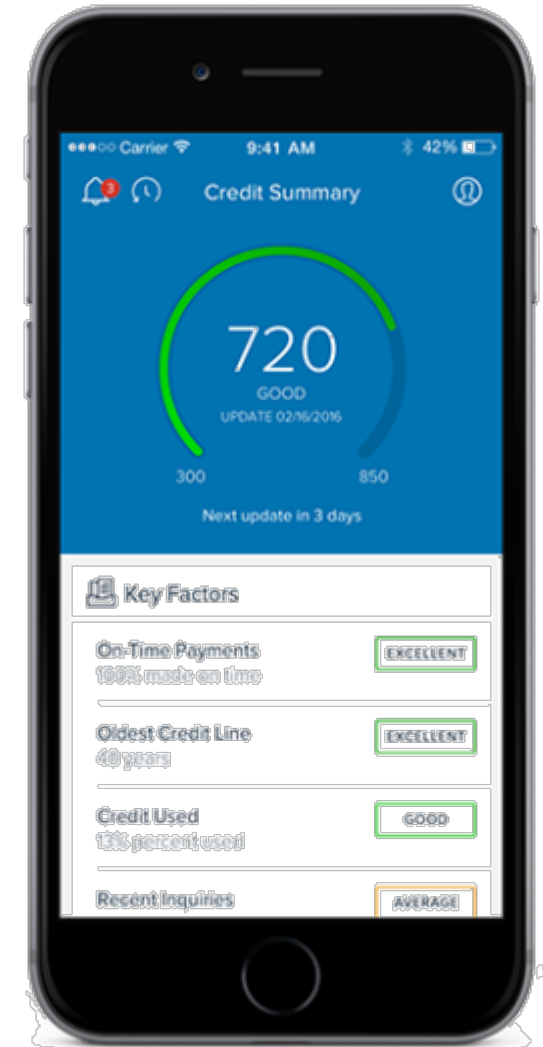 Carrier 9:41 AM 42%
3
Credit Summary
720
GOOD
UPDATE 02/16/2016
300 850
Next update in 3 days
Key Factors
On-Time Payments EXCELLENT
100% made on time
Oldest Credit Line EXCELLENT
40 years
Credit Used GOOD
13% percent used
Recent Inquiries AVERAGE